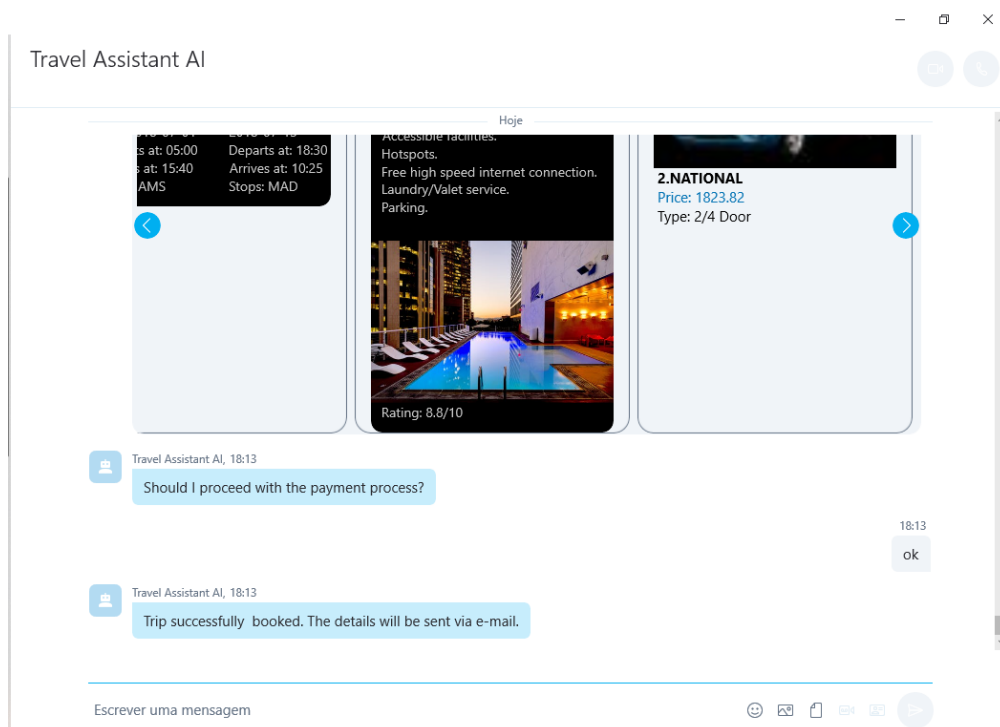 Travel Assistant AI
Hoje
ts at: 05:00 Departs at: 18:30
s at: 15:40 Arrives at: 10:25
AMS Stops: MAD
Accessible facilities.
Hotspots.
Free high speed internet connection.
Laundry/Valet service.
Parking.
Rating: 8.8/10
2.NATIONAL
Price: 1823.82
Type: 2/4 Door
Travel Assistant AI, 18:13
Should I proceed with the payment process?
18:13
ok
Travel Assistant AI, 18:13
Trip successfully  booked. The details will be sent via e-mail.
Escrever uma mensagem